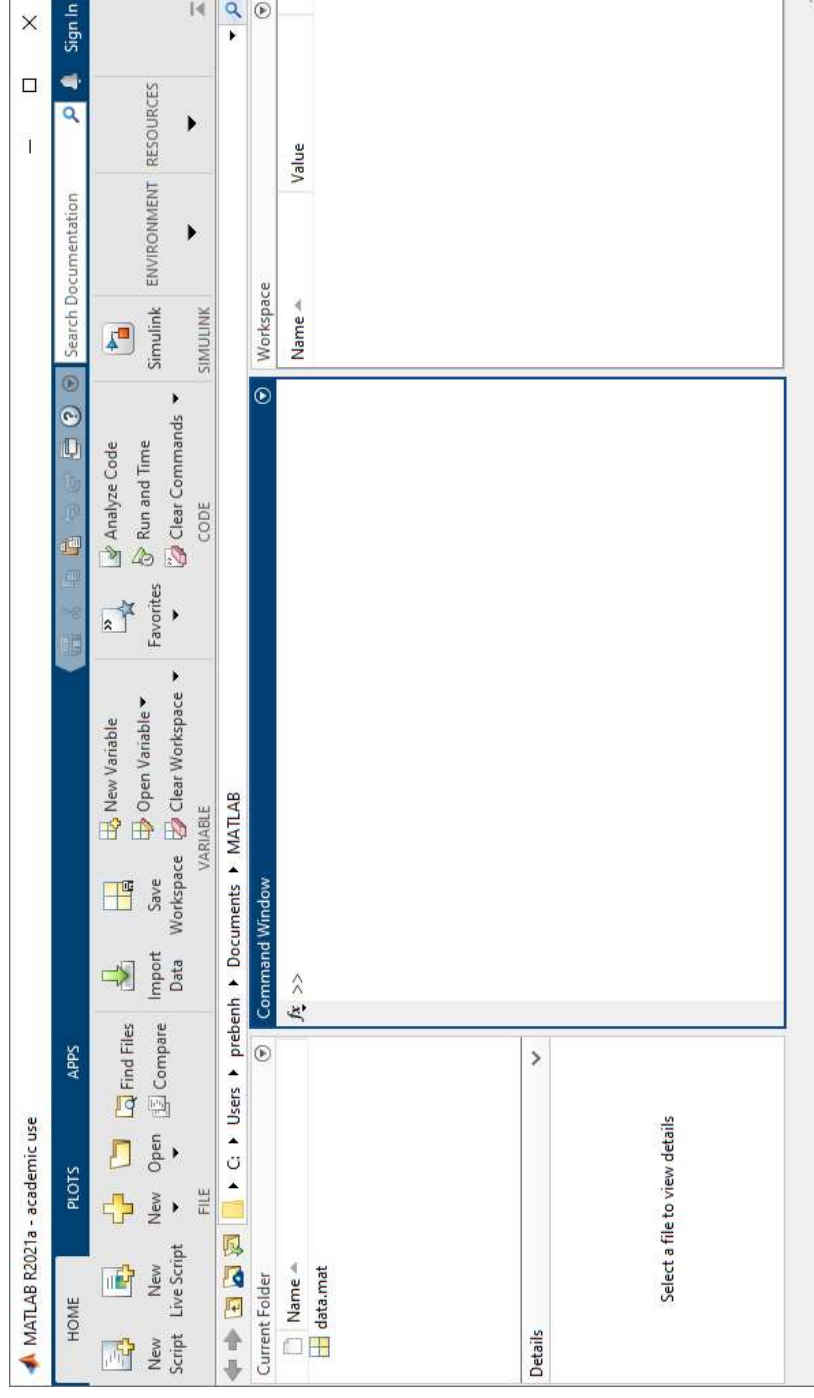 MATLAB R2021a - academic use
HOME PLOTS APPS Search Documentation Sign In
New Script
New Live Script
New
Open
Find Files
Compare
FILE
Import Data
Save Workspace
New Variable
Open Variable
Clear Workspace
VARIABLE
Favorites
Analyze Code
Run and Time
Clear Commands
CODE
Simulink
SIMULINK
ENVIRONMENT
RESOURCES
C: Users prebenh Documents MATLAB
Current Folder
Name
data.mat
Details
Select a file to view details
Command Window
fx >>
Workspace
Name Value